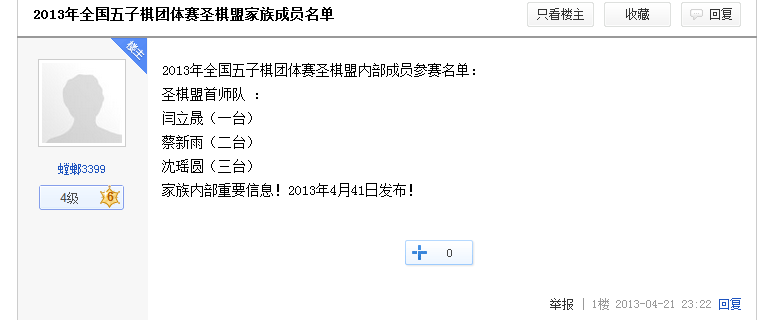 2013年全国五子棋团体赛圣棋盟家族成员名单
只看楼主
收藏
回复
楼主
螳螂3399
4级
6
2013年全国五子棋团体赛圣棋盟内部成员参赛名单：
圣棋盟首师队 ：
闫立晟（一台）
蔡新雨（二台）
沈瑶圆（三台）
家族内部重要信息！2013年4月41日发布！
0
举报 | 1楼 2013-04-21 23:22 回复